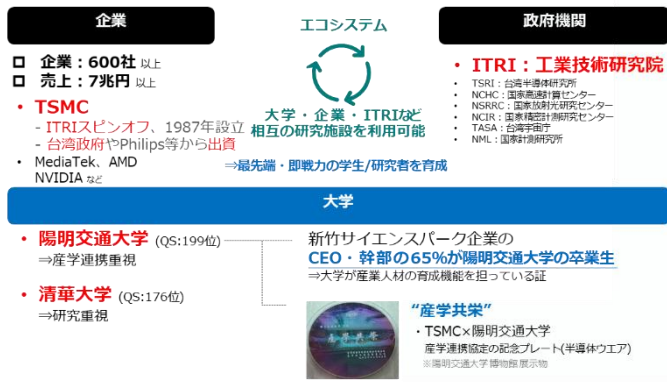 企業
エコシステム
政府機関
企業：600社 以上
売上：7兆円 以上
• TSMC
- ITRIスピンオフ、1987年設立
- 台湾政府やPhilips等から出資
• MediaTek、AMD
NVIDIA など
大学・企業・ITRIなど
相互の研究施設を利用可能
⇒最先端・即戦力の学生/研究者を育成
• ITRI：工業技術研究院
• TSRI：台湾半導体研究所
• NCHC：国家高速計算センター
• NSRRC：国家放射光研究センター
• NCIR：国家精密計測研究センター
• TASA：台湾宇宙庁
• NML：国家計測研究所
大学
• 陽明交通大学 (QS:199位)
⇒産学連携重視
• 清華大学 (QS:176位)
⇒研究重視
新竹サイエンスパーク企業の
CEO・幹部の65%が陽明交通大学の卒業生
⇒大学が産業人材の育成機能を担っている証
産學共榮
“産学共栄”
・TSMC×陽明交通大学
産学連携協定の記念プレート(半導体ウエア)
※陽明交通大学博物館展示物